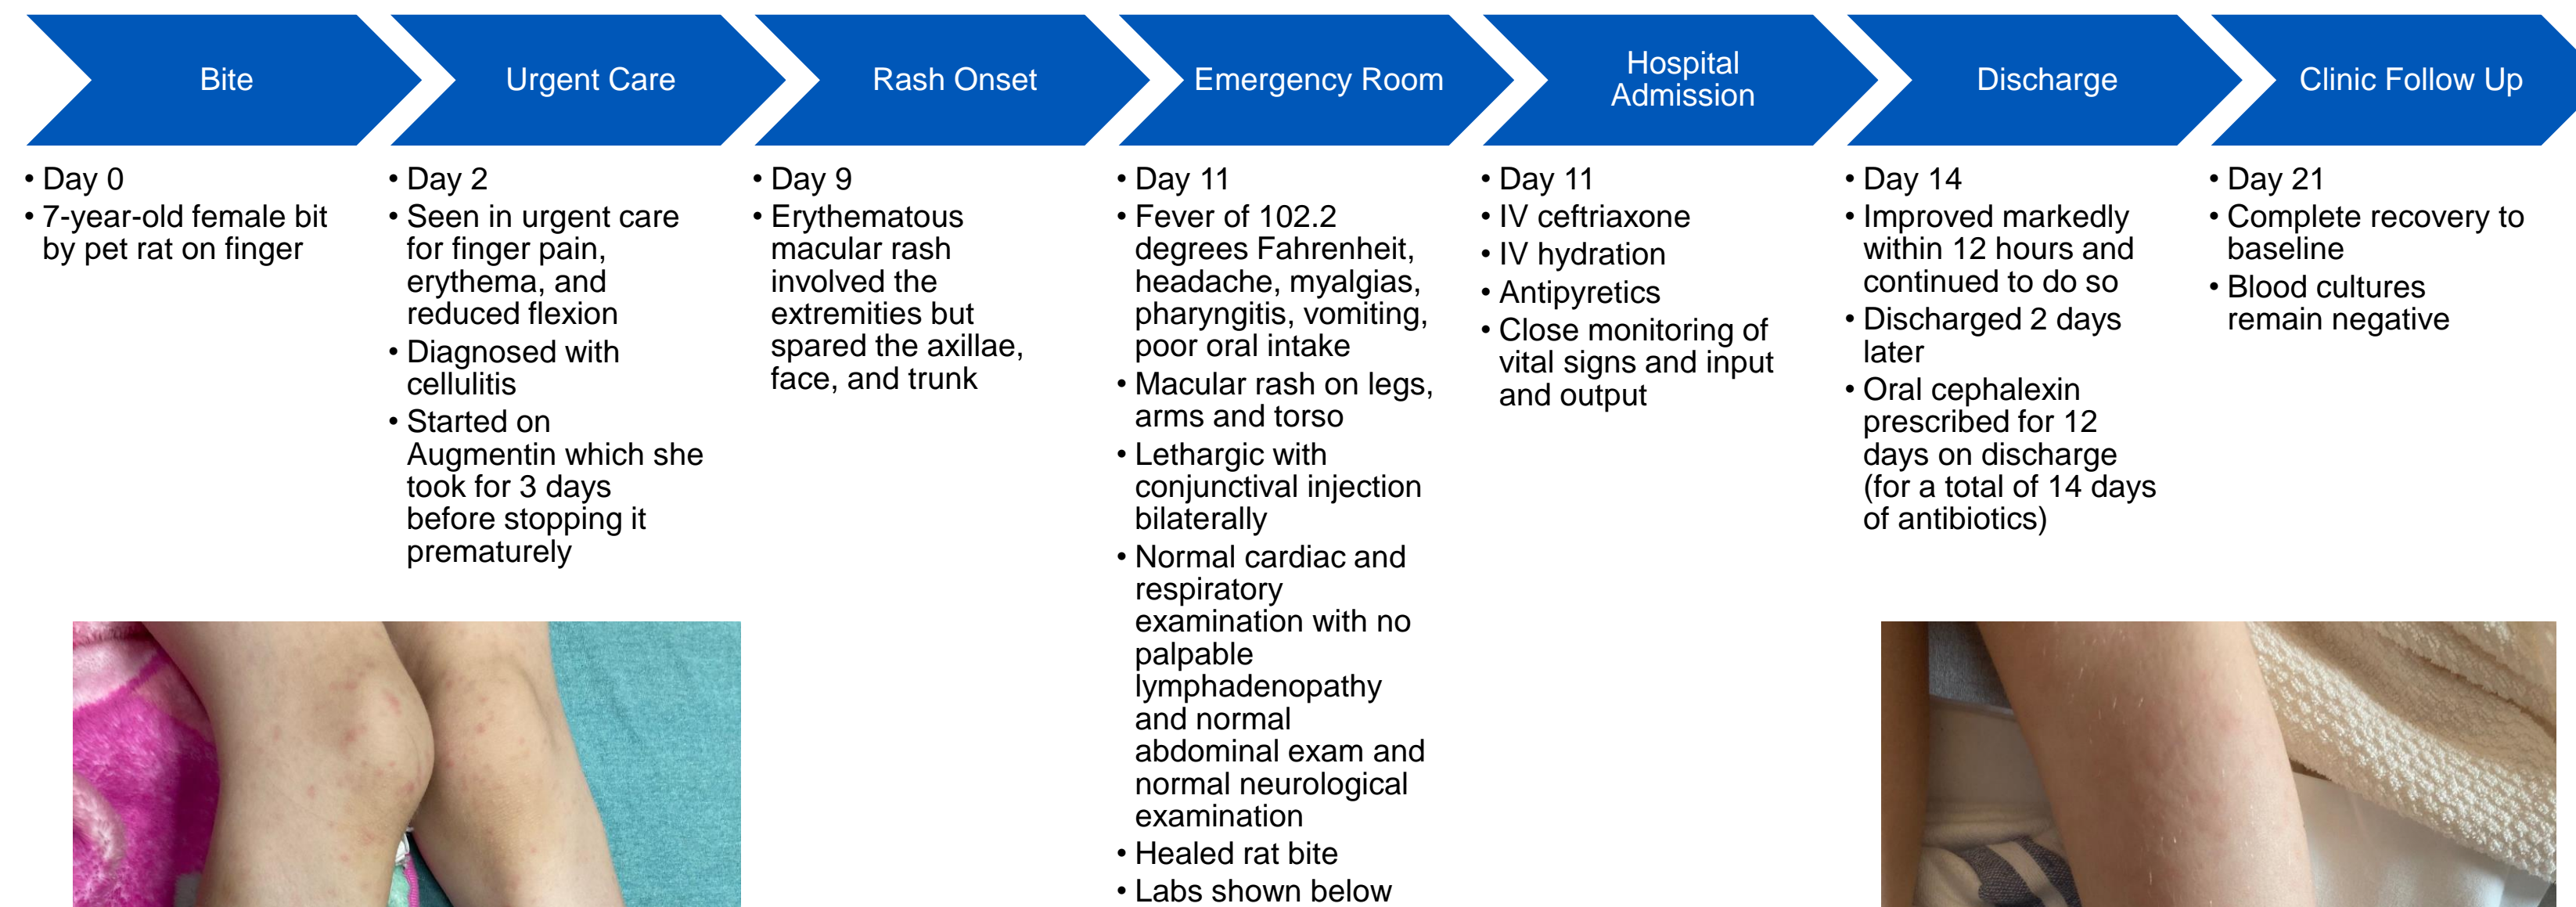 Bite
Urgent Care
Rash Onset
Emergency Room
Hospital
Admission
Discharge
Clinic Follow Up
• Day 0
• 7-year-old female bit
by pet rat on finger
• Day 2
• Seen in urgent care
for finger pain,
erythema, and
reduced flexion
• Diagnosed with
cellulitis
• Started on
Augmentin which she
took for 3 days
before stopping it
prematurely
• Day 9
• Erythematous
macular rash
involved the
extremities but
spared the axillae,
face, and trunk
• Day 11
• Fever of 102.2
degrees Fahrenheit,
headache, myalgias,
pharyngitis, vomiting,
poor oral intake
• Macular rash on legs,
arms and torso
• Lethargic with
conjunctival injection
bilaterally
• Normal cardiac and
respiratory
examination with no
palpable
lymphadenopathy
and normal
abdominal exam and
normal neurological
examination
• Healed rat bite
• Labs shown below
• Day 11
• IV ceftriaxone
• IV hydration
• Antipyretics
• Close monitoring of
vital signs and input
and output
• Day 14
• Improved markedly
within 12 hours and
continued to do so
• Discharged 2 days
later
• Oral cephalexin
prescribed for 12
days on discharge
(for a total of 14 days
of antibiotics)
• Day 21
• Complete recovery to
baseline
• Blood cultures
remain negative